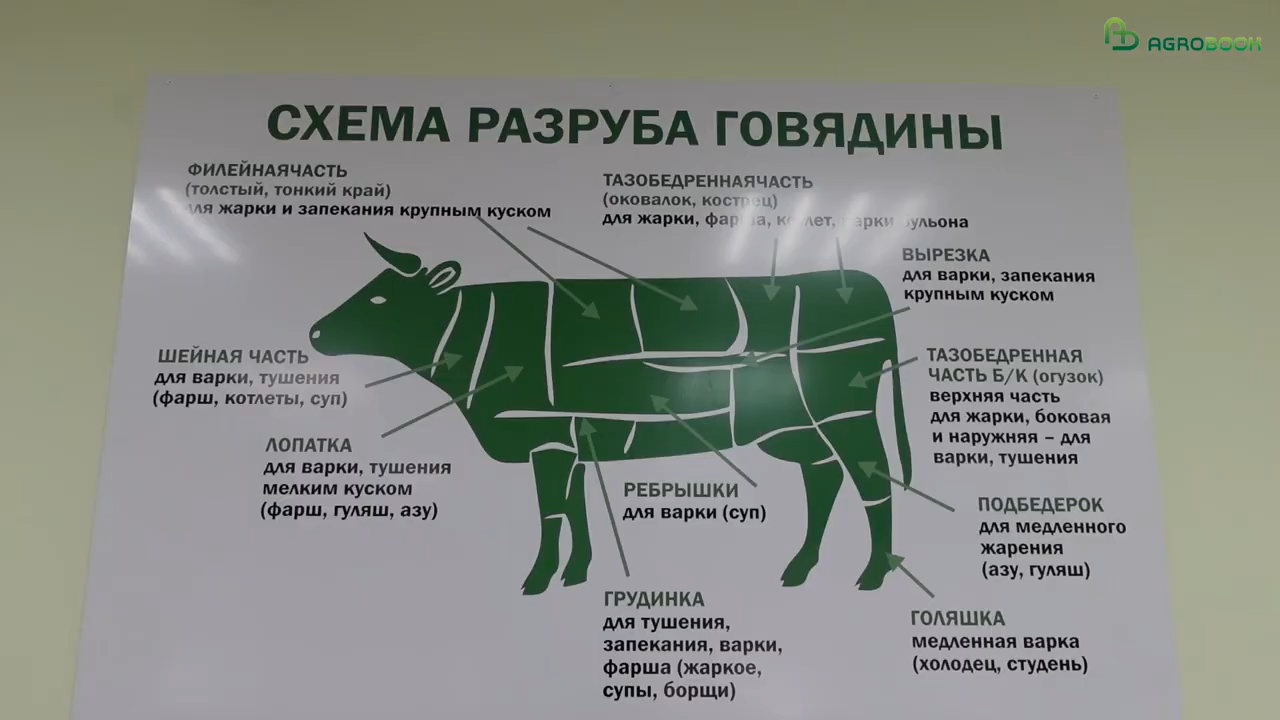 AGROBOOK
СХЕМА РАЗРУБА ГОВЯДИНЫ
ФИЛЕЙНАЯЧАСТЬ
(толстый, тонкий край)
для жарки и запекания крупным куском
ТАЗОБЕДРЕННАЯЧАСТЬ
(оковалок, кострец)
для жарки, фарша, котлет, варки бульона
ВЫРЕЗКА
для варки, запекания
крупным куском
ШЕЙНАЯ ЧАСТЬ
для варки, тушения
(фарш, котлеты, суп)
ТАЗОБЕДРЕННАЯ
ЧАСТЬ Б/К (огузок)
верхняя часть
для жарки, боковая
и наружняя – для
варки, тушения
ЛОПАТКА
для варки, тушения
мелким куском
(фарш, гуляш, азу)
РЕБРЫШКИ
для варки (суп)
ПОДБЕДЕРОК
для медленного
жарения
(азу, гуляш)
ГРУДИНКА
для тушения,
запекания, варки,
фарша (жаркое,
супы, борщи)
ГОЛЯШКА
медленная варка
(холодец, студень)